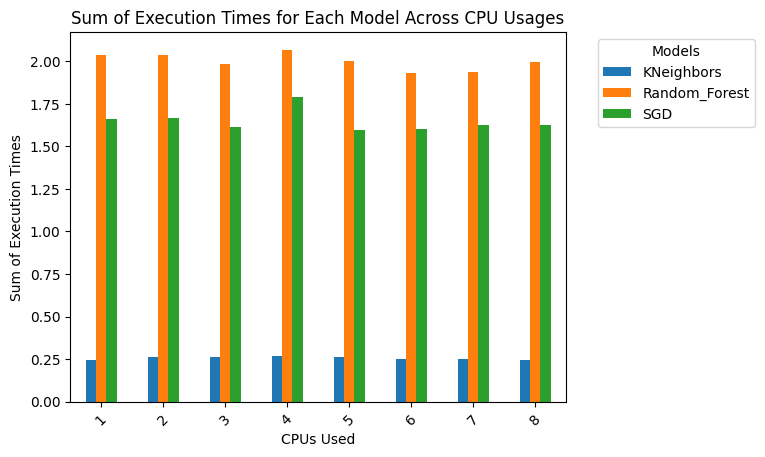 Sum of Execution Times for Each Model Across CPU Usages
Sum of Execution Times
2.00
1.75
1.50
1.25
1.00
0.75
0.50
0.25
0.00
1
2
3
4
5
6
7
8
CPUs Used
Models
KNeighbors
Random_Forest
SGD